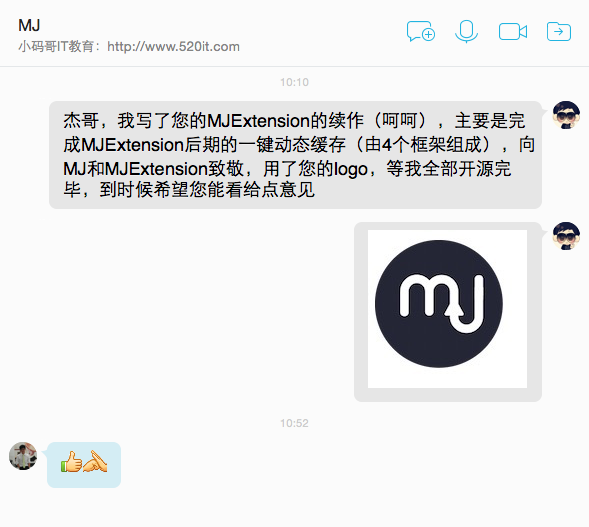 MJ
小码哥IT教育：http://www.520it.com
10:10
杰哥，我写了您的MJExtension的续作（呵呵），主要是完
成MJExtension后期的一键动态缓存（由4个框架组成），向
MJ和MJExtension致敬，用了您的logo，等我全部开源完
毕，到时候希望您能看给点意见
MJ
10:52